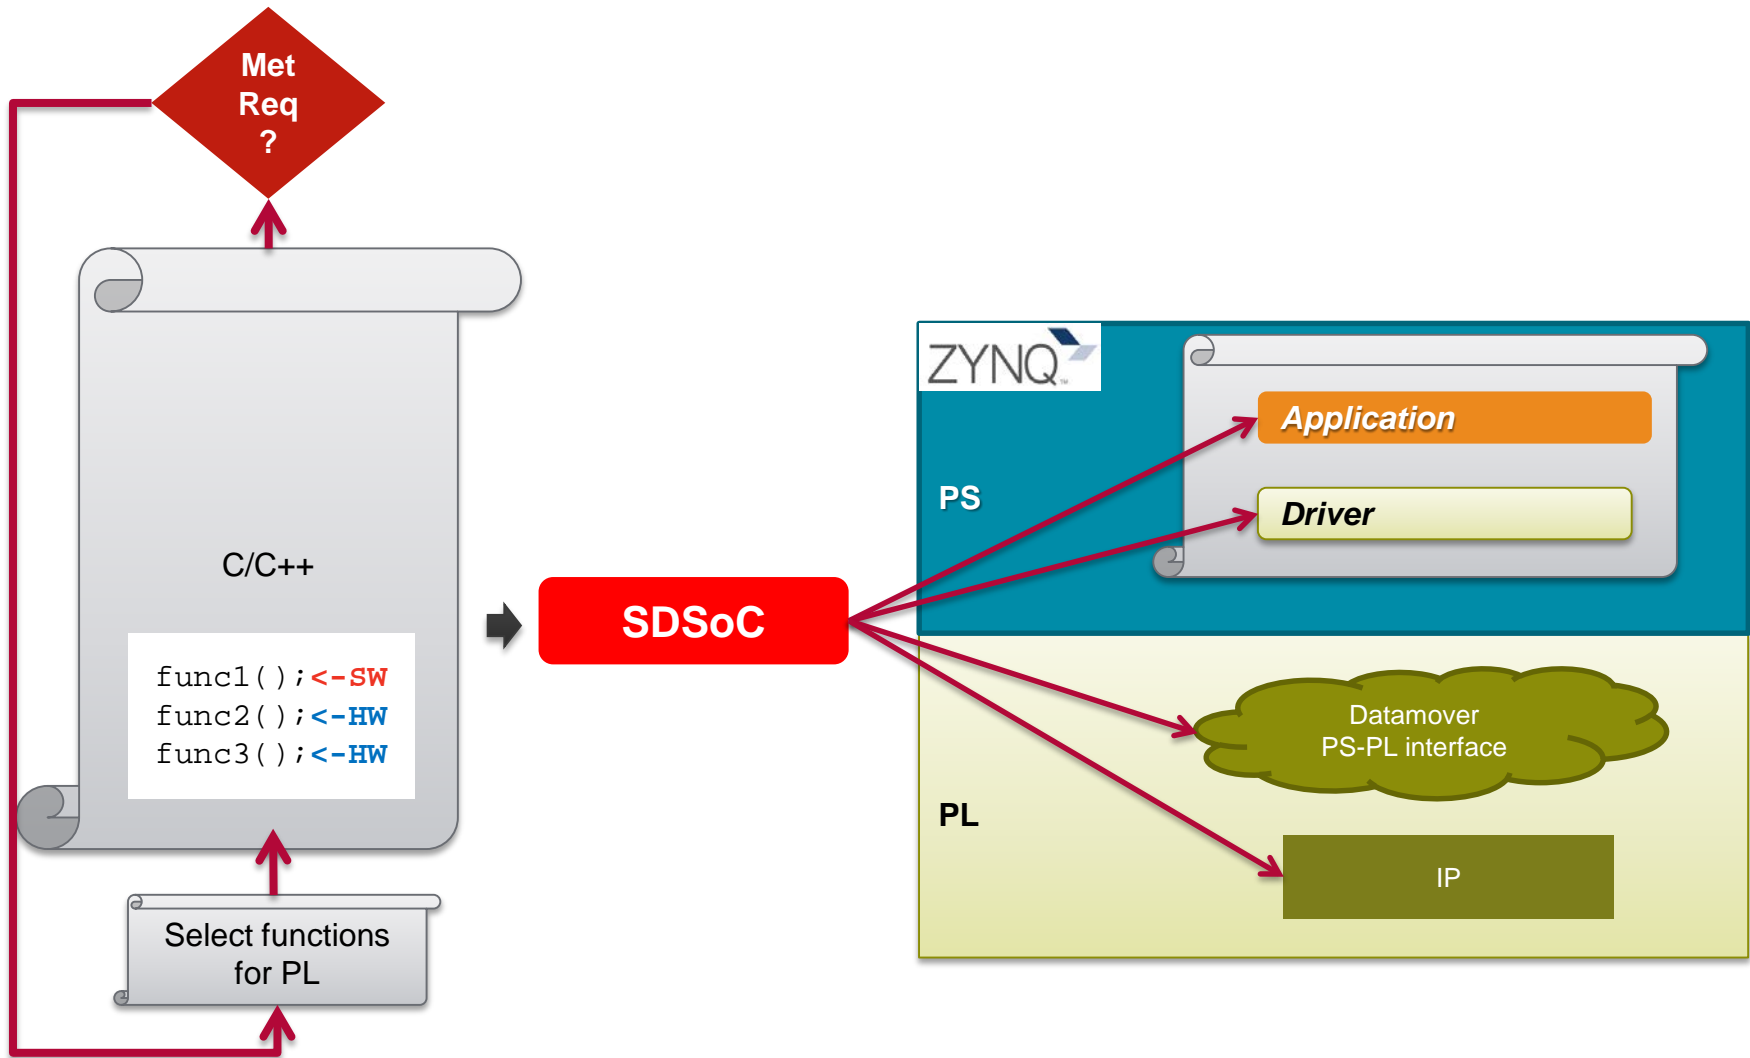 Met
Req
?
C/C++
func1();<-SW
func2();<-HW
func3();<-HW
Select functions
for PL
SDSoC
ZYNQ™
Application
PS
Driver
Datamover
PS-PL interface
PL
IP